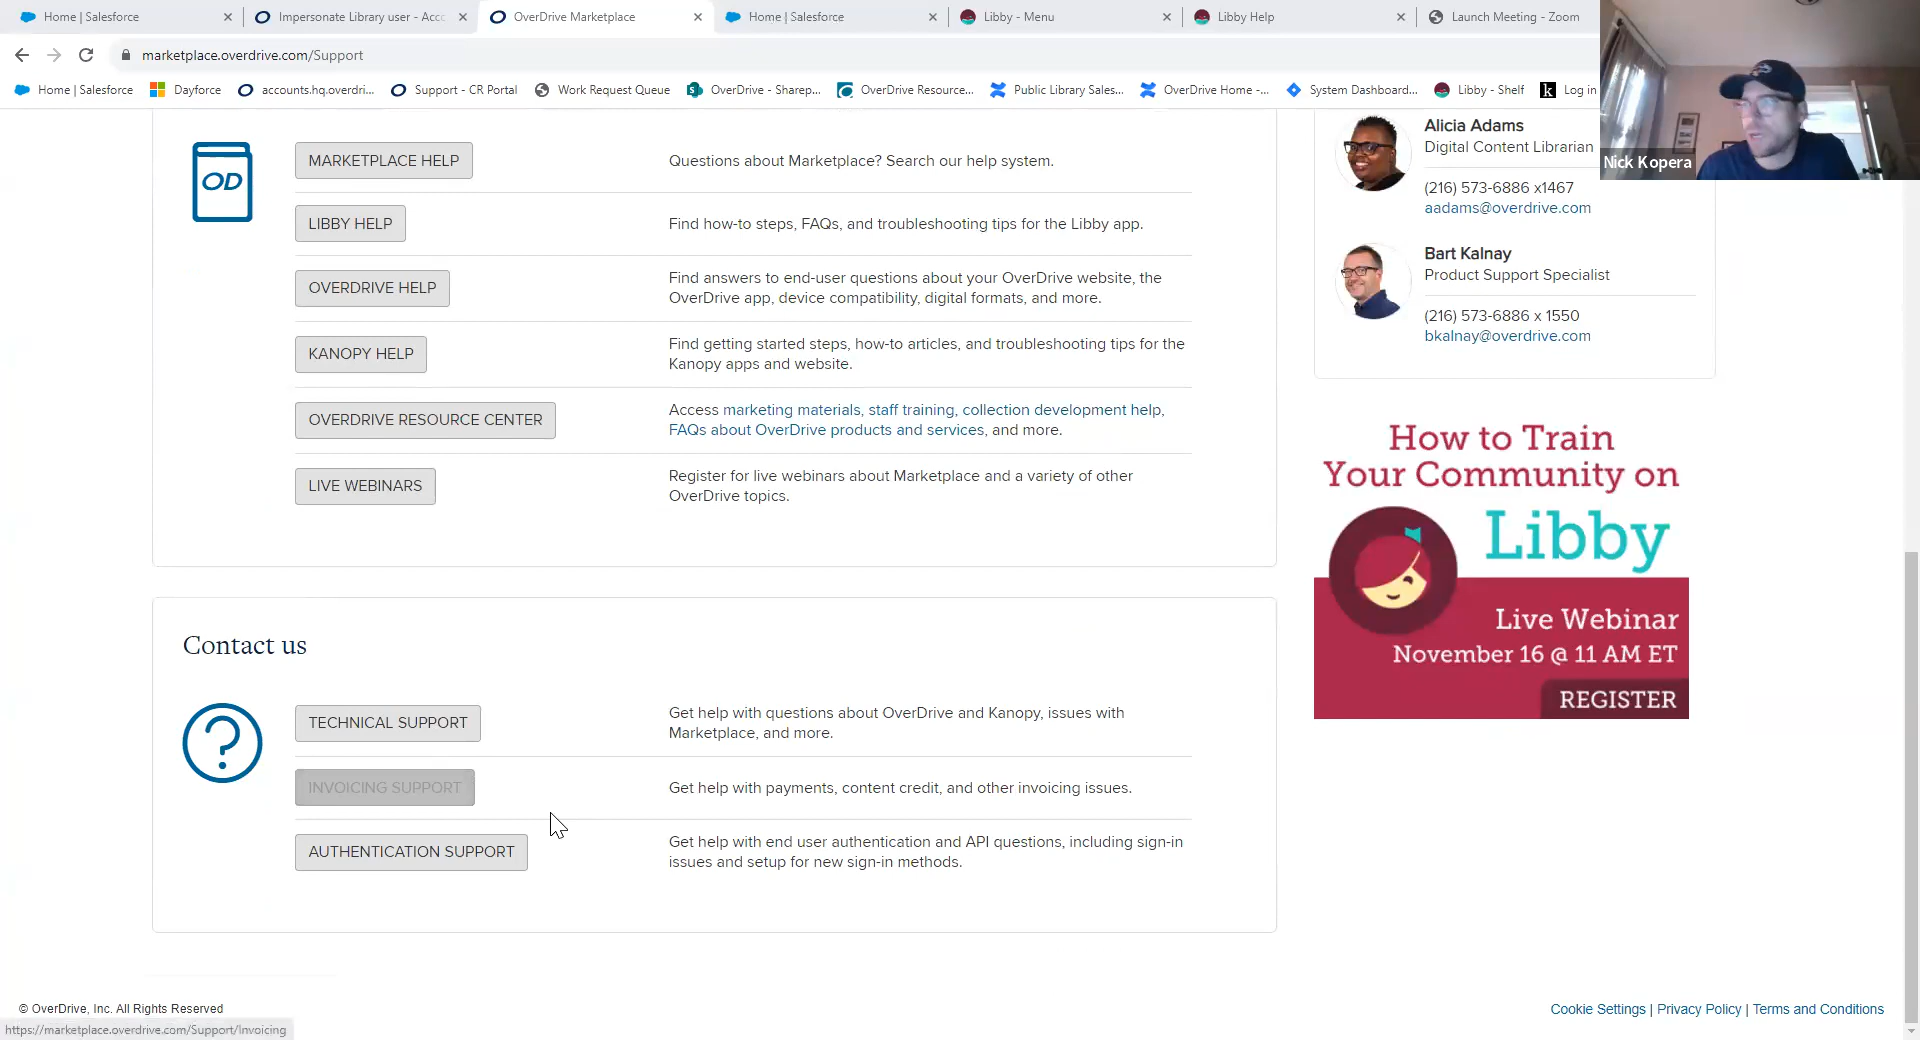 Home | Salesforce
Impersonate Library user - Acco
OverDrive Marketplace
Home | Salesforce
Libby - Menu
Libby Help
Launch Meeting - Zoom
marketplace.overdrive.com/Support
Home | Salesforce
Dayforce
accounts.hq.overdri...
Support - CR Portal
Work Request Queue
OverDrive - Sharep...
OverDrive Resource...
Public Library Sales...
OverDrive Home -...
System Dashboard...
Libby - Shelf
k
Log in
Nick Kopera
OD
MARKETPLACE HELP
Questions about Marketplace? Search our help system.
LIBBY HELP
Find how-to steps, FAQs, and troubleshooting tips for the Libby app.
OVERDRIVE HELP
Find answers to end-user questions about your OverDrive website, the
OverDrive app, device compatibility, digital formats, and more.
KANOPY HELP
Find getting started steps, how-to articles, and troubleshooting tips for the
Kanopy apps and website.
OVERDRIVE RESOURCE CENTER
Access marketing materials, staff training, collection development help,
FAQs about OverDrive products and services, and more.
LIVE WEBINARS
Register for live webinars about Marketplace and a variety of other
OverDrive topics.
Contact us
?
TECHNICAL SUPPORT
Get help with questions about OverDrive and Kanopy, issues with
Marketplace, and more.
INVOICING SUPPORT
Get help with payments, content credit, and other invoicing issues.
AUTHENTICATION SUPPORT
Get help with end user authentication and API questions, including sign-in
issues and setup for new sign-in methods.
Alicia Adams
Digital Content Librarian
(216) 573-6886 x1467
aadams@overdrive.com
Bart Kalnay
Product Support Specialist
(216) 573-6886 x 1550
bkalnay@overdrive.com
How to Train
Your Community on
Libby
Live Webinar
November 16 @ 11 AM ET
REGISTER
© OverDrive, Inc. All Rights Reserved
Cookie Settings | Privacy Policy | Terms and Conditions
https://marketplace.overdrive.com/Support/Invoicing